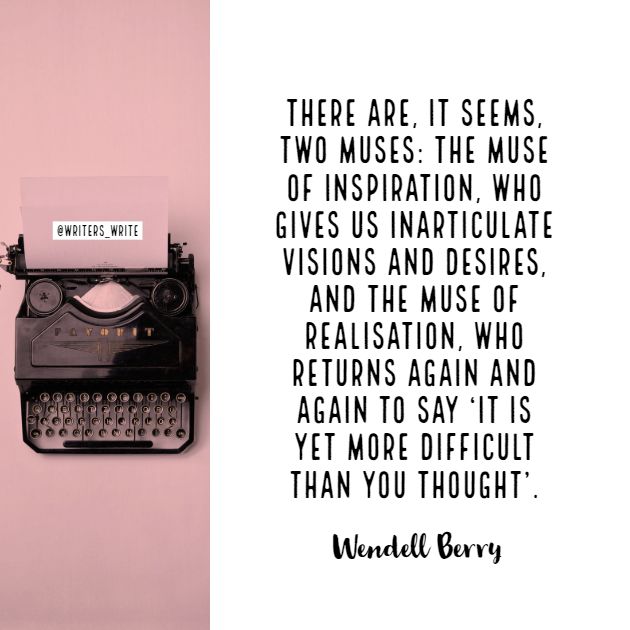 @WRITERS_WRITE
FAVORIT
THERE ARE, IT SEEMS,
TWO MUSES: THE MUSE
OF INSPIRATION, WHO
GIVES US INARTICULATE
VISIONS AND DESIRES,
AND THE MUSE OF
REALISATION, WHO
RETURNS AGAIN AND
AGAIN TO SAY ‘IT IS
YET MORE DIFFICULT
THAN YOU THOUGHT’.
Wendell Berry